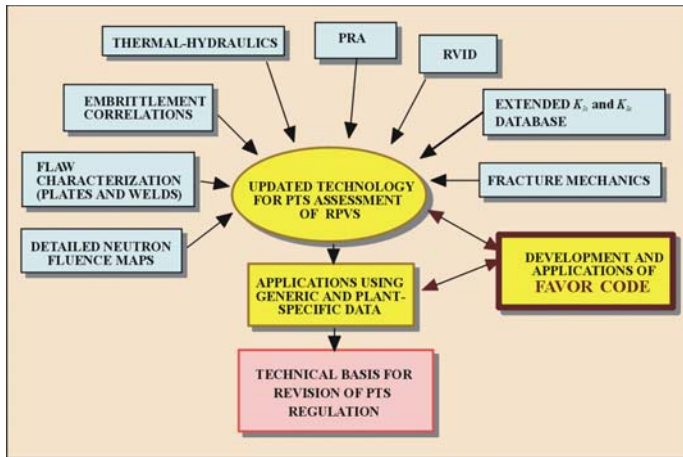 THERMAL-HYDRAULICS
PRA
RVID
EMBRITTLEMENT
CORRELATIONS
EXTENDED K_Ic and K_Ia
DATABASE
FLAW
CHARACTERIZATION
(PLATES AND WELDS)
UPDATED TECHNOLOGY
FOR PTS ASSESSMENT
OF RPVS
FRACTURE MECHANICS
DETAILED NEUTRON
FLUENCE MAPS
APPLICATIONS USING
GENERIC AND PLANT-
SPECIFIC DATA
DEVELOPMENT AND
APPLICATIONS OF
FAVOR CODE
TECHNICAL BASIS FOR
REVISION OF PTS
REGULATION